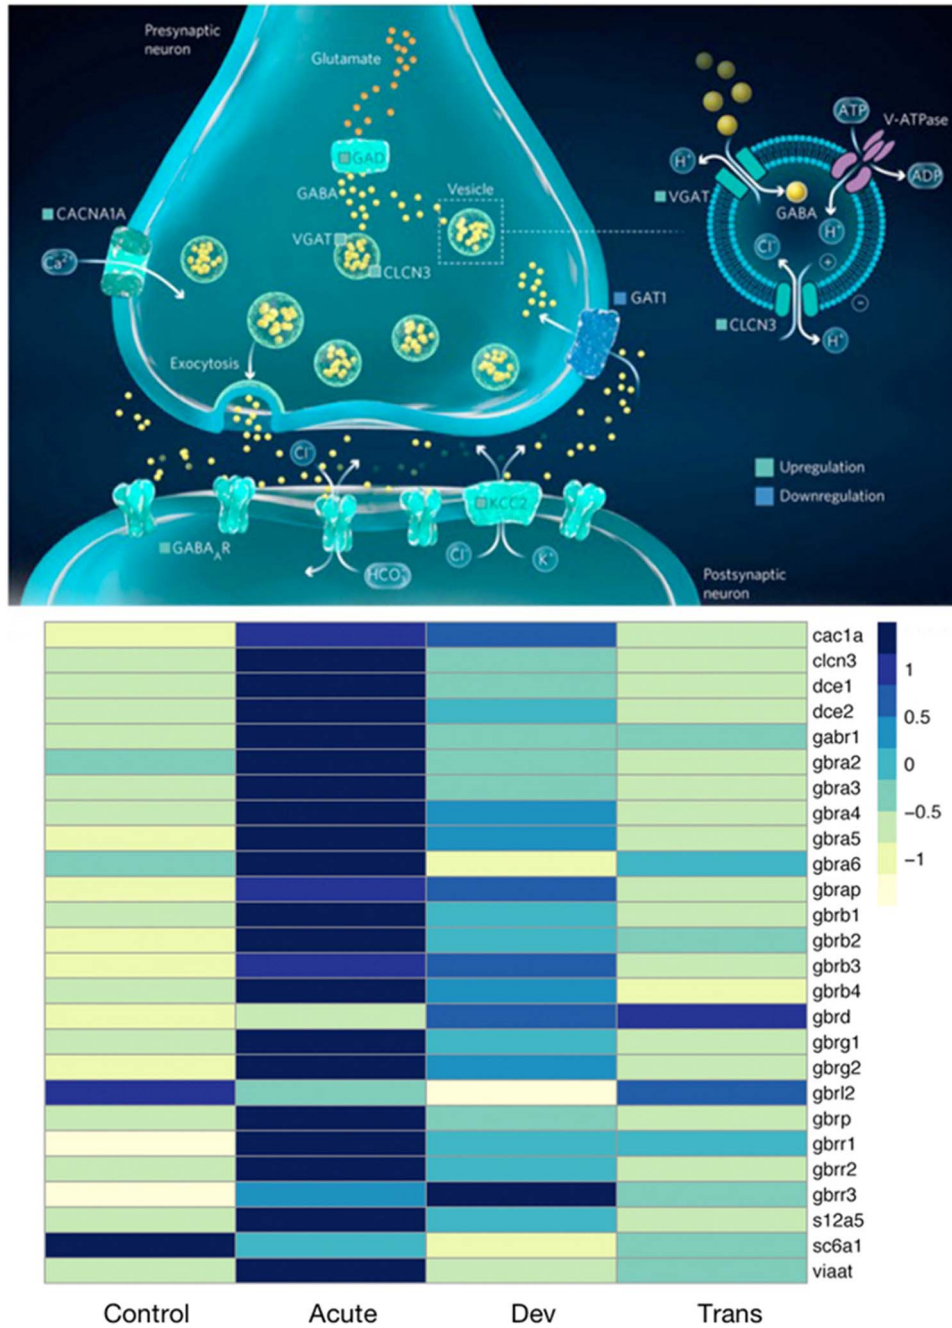 Presynaptic
neuron
Glutamate
GAD
GABA
Vesicle
CACNA1A
VGAT
CLCN3
Ca²⁺
GAT1
Exocytosis
Cl⁻
KCC2
GABA_AR
HCO₃⁻
Cl⁻
K⁺
Postsynaptic
neuron
ATP
V-ATPase
H⁺
ADP
VGAT
GABA
H⁺
Cl⁻
+
−
CLCN3
H⁺
Upregulation
Downregulation
cac1a
clcn3
dce1
dce2
gabr1
gbra2
gbra3
gbra4
gbra5
gbra6
gbrap
gbrb1
gbrb2
gbrb3
gbrb4
gbrd
gbrg1
gbrg2
gbrl2
gbrp
gbrr1
gbrr2
gbrr3
s12a5
sc6a1
viaat
1
0.5
0
−0.5
−1
Control Acute Dev Trans